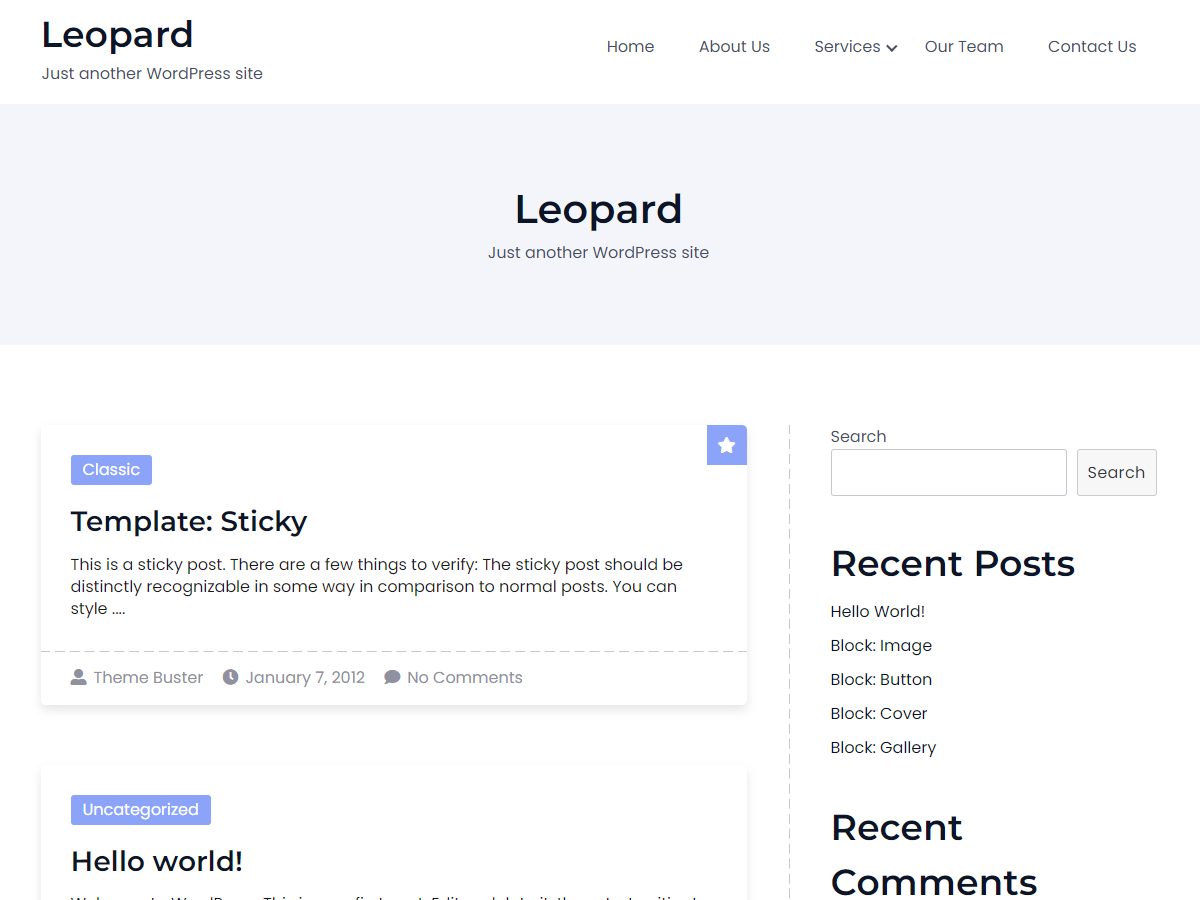 Leopard
Just another WordPress site
Home
About Us
Services
Our Team
Contact Us
Leopard
Just another WordPress site
Classic
Template: Sticky
This is a sticky post. There are a few things to verify: The sticky post should be
distinctly recognizable in some way in comparison to normal posts. You can
style ....
Theme Buster
January 7, 2012
No Comments
Uncategorized
Hello world!
Search
Search
Recent Posts
Hello World!
Block: Image
Block: Button
Block: Cover
Block: Gallery
Recent
Comments